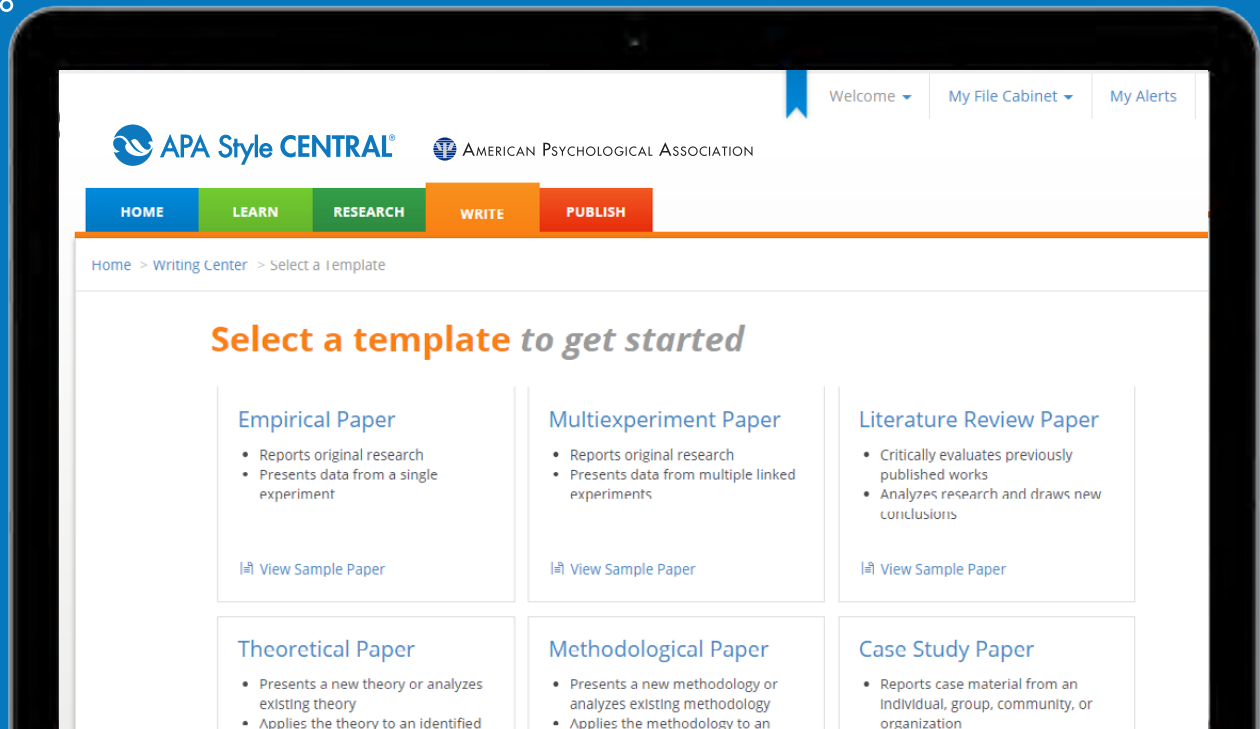 Welcome
My File Cabinet
My Alerts
APA Style CENTRAL®
AMERICAN PSYCHOLOGICAL ASSOCIATION
HOME
LEARN
RESEARCH
WRITE
PUBLISH
Home > Writing Center > Select a Template
Select a template to get started
Empirical Paper
• Reports original research
• Presents data from a single
experiment
View Sample Paper
Multiexperiment Paper
• Reports original research
• Presents data from multiple linked
experiments
View Sample Paper
Literature Review Paper
• Critically evaluates previously
published works
• Analyzes research and draws new
conclusions
View Sample Paper
Theoretical Paper
• Presents a new theory or analyzes
existing theory
• Applies the theory to an identified
Methodological Paper
• Presents a new methodology or
analyzes existing methodology
• Applies the methodology to an
Case Study Paper
• Reports case material from an
individual, group, community, or
organization